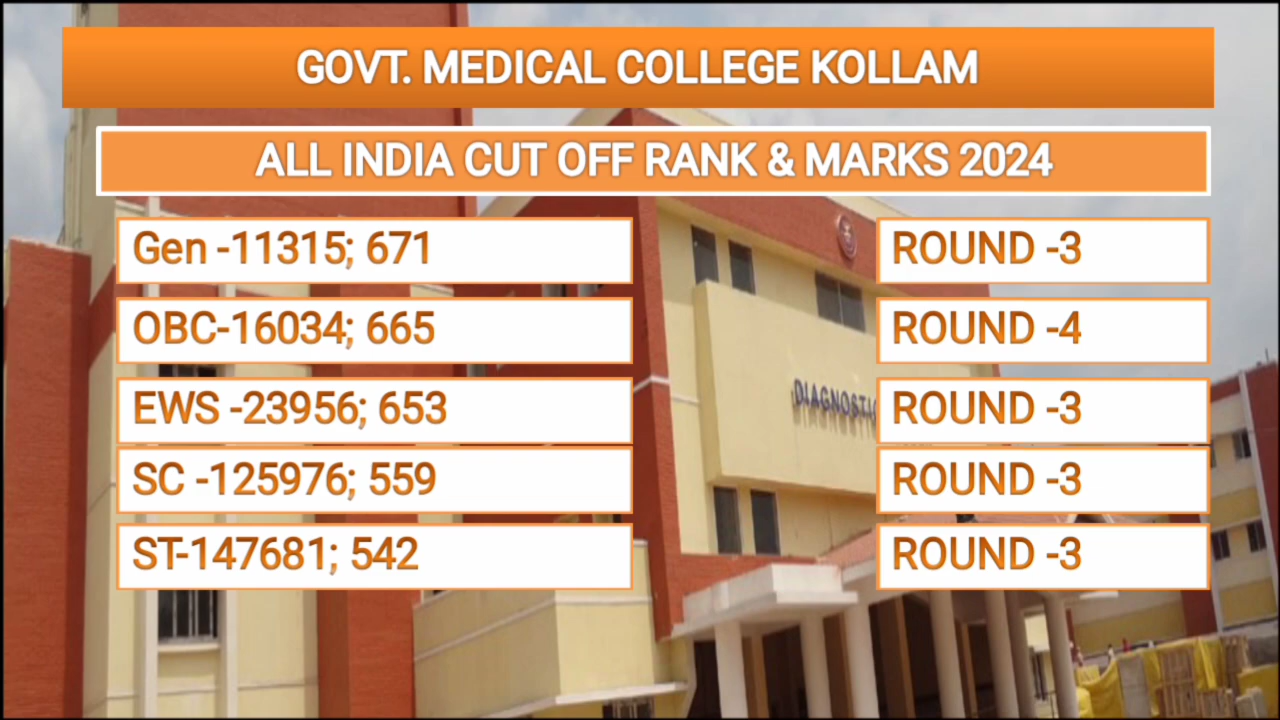 GOVT. MEDICAL COLLEGE KOLLAM
ALL INDIA CUT OFF RANK & MARKS 2024
Gen -11315; 671 ROUND -3
OBC-16034; 665 ROUND -4
EWS -23956; 653 ROUND -3
DIAGNOSTIC
SC -125976; 559 ROUND -3
ST-147681; 542 ROUND -3